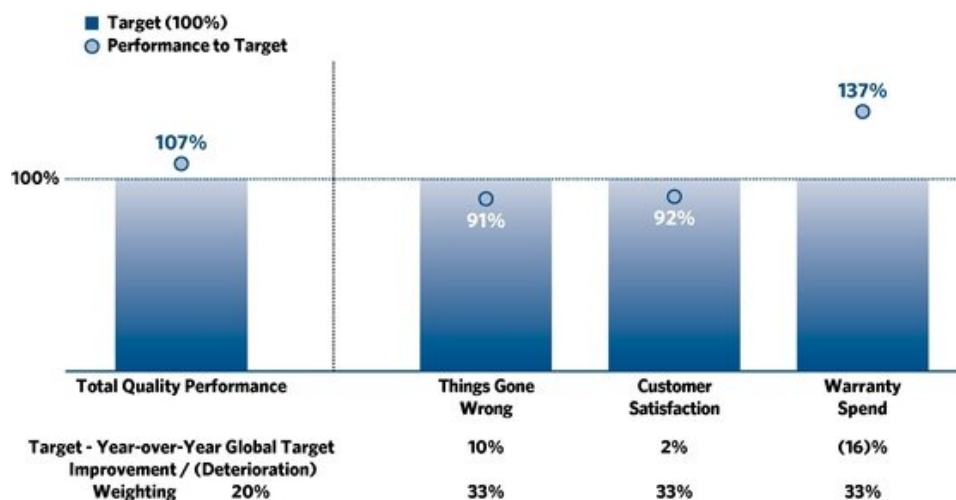 Target (100%)
Performance to Target
137%
107%
100%
91%
92%
Total Quality Performance
Things Gone
Wrong
Customer
Satisfaction
Warranty
Spend
Target - Year-over-Year Global Target
Improvement / (Deterioration)
10%
2%
(16)%
Weighting 20% 33% 33% 33%